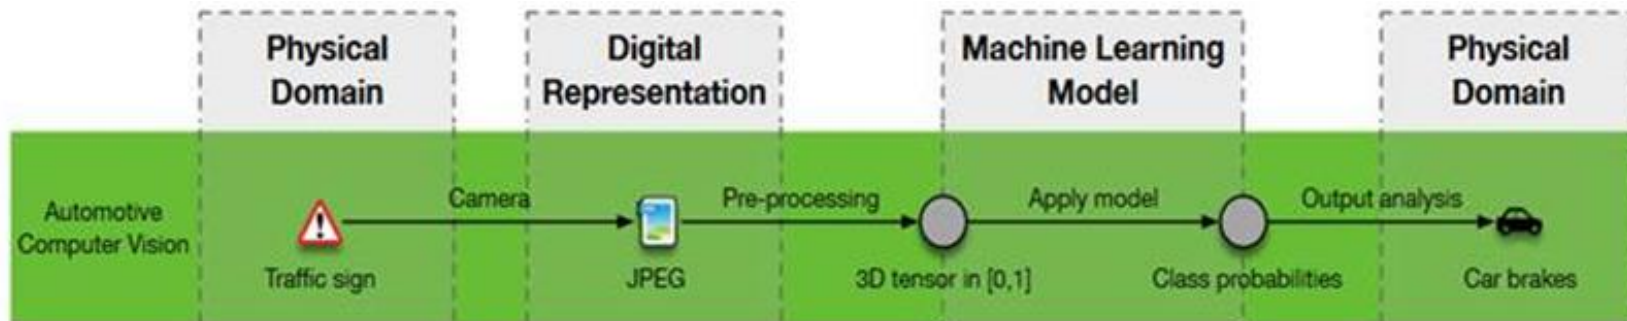 Physical
Domain
Digital
Representation
Machine Learning
Model
Physical
Domain
Automotive
Computer Vision
Camera
Pre-processing
Apply model
Output analysis
Traffic sign
JPEG
3D tensor in [0,1]
Class probabilities
Car brakes